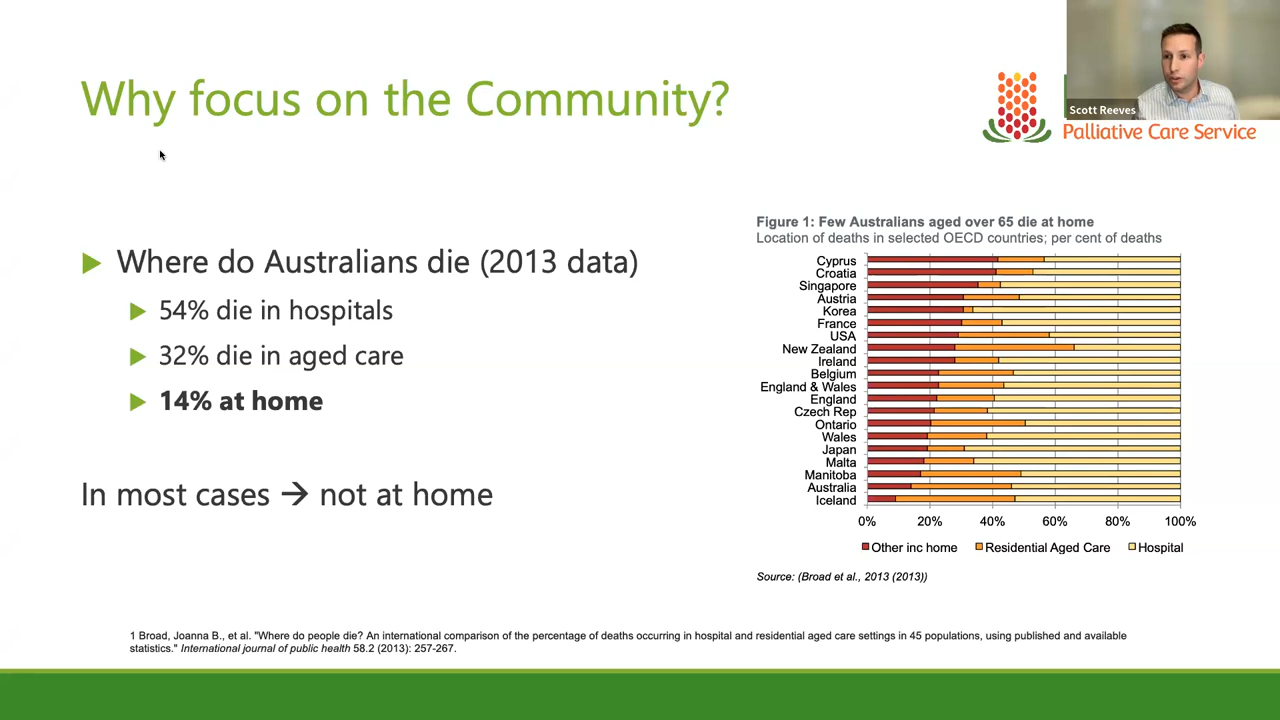 Why focus on the Community?
Scott Reeves
Palliative Care Service
Where do Australians die (2013 data)
54% die in hospitals
32% die in aged care
14% at home
In most cases → not at home
Figure 1: Few Australians aged over 65 die at home
Location of deaths in selected OECD countries; per cent of deaths
Cyprus
Croatia
Singapore
Austria
Korea
France
USA
New Zealand
Ireland
Belgium
England & Wales
England
Czech Rep
Ontario
Wales
Japan
Malta
Manitoba
Australia
Iceland
0% 20% 40% 60% 80% 100%
Other inc home Residential Aged Care Hospital
Source: (Broad et al., 2013 (2013))
1 Broad, Joanna B., et al. "Where do people die? An international comparison of the percentage of deaths occurring in hospital and residential aged care settings in 45 populations, using published and available
statistics." International journal of public health 58.2 (2013): 257-267.